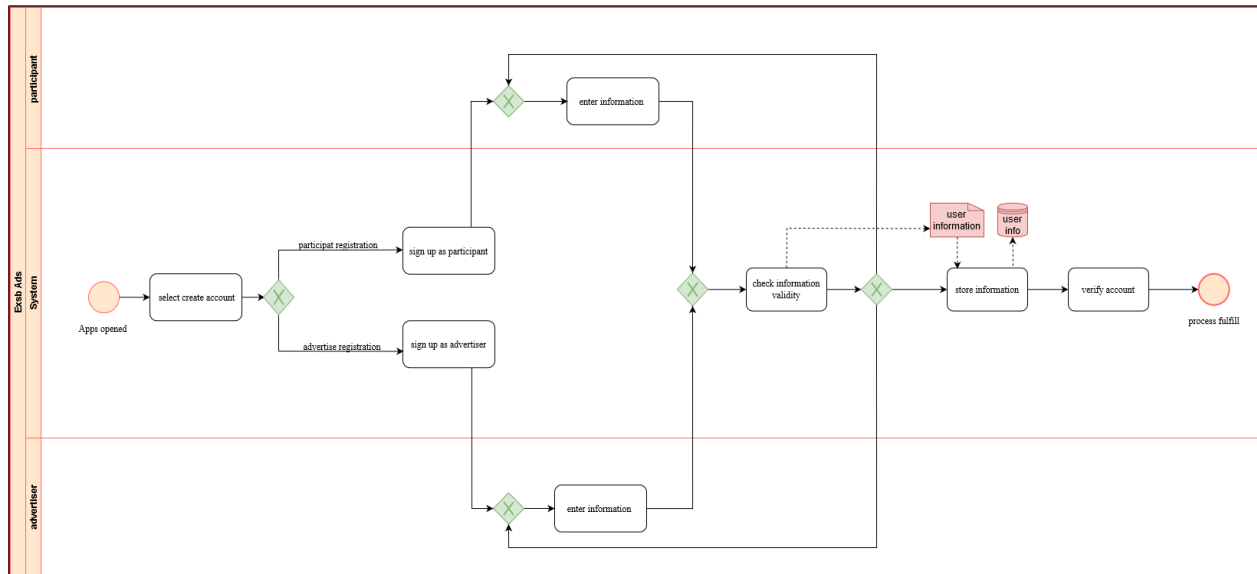 Exsb Ads
participant
System
advertiser
enter information
participat registration
sign up as participant
user
information
user
info
select create account
check information
validity
store information
verify account
Apps opened
process fulfill
advertise registration
sign up as advertiser
enter information